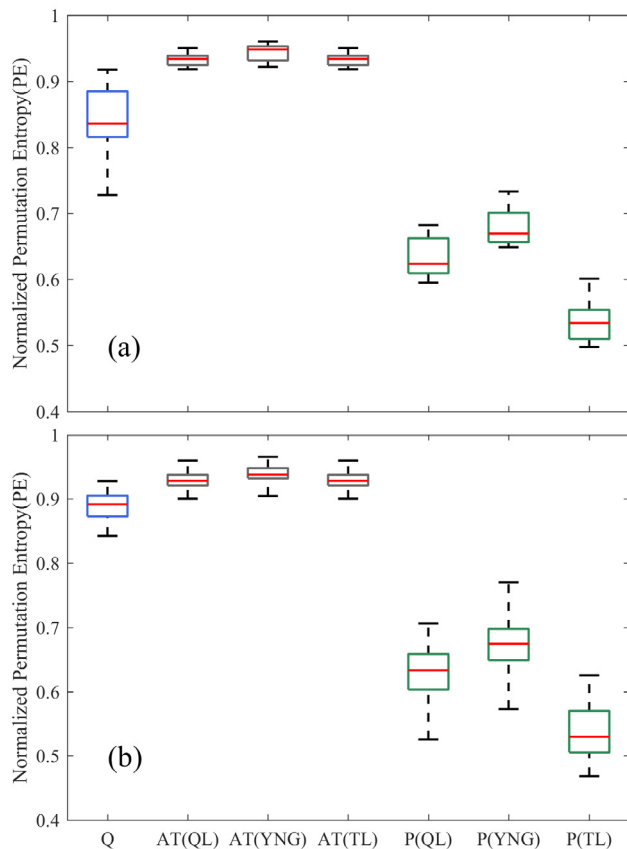 1
0.9
0.8
0.7
0.6
0.5
0.4
Normalized Permutation Entropy(PE)
(a)
1
0.9
0.8
0.7
0.6
0.5
0.4
Normalized Permutation Entropy(PE)
(b)
Q AT(QL) AT(YNG) AT(TL) P(QL) P(YNG) P(TL)